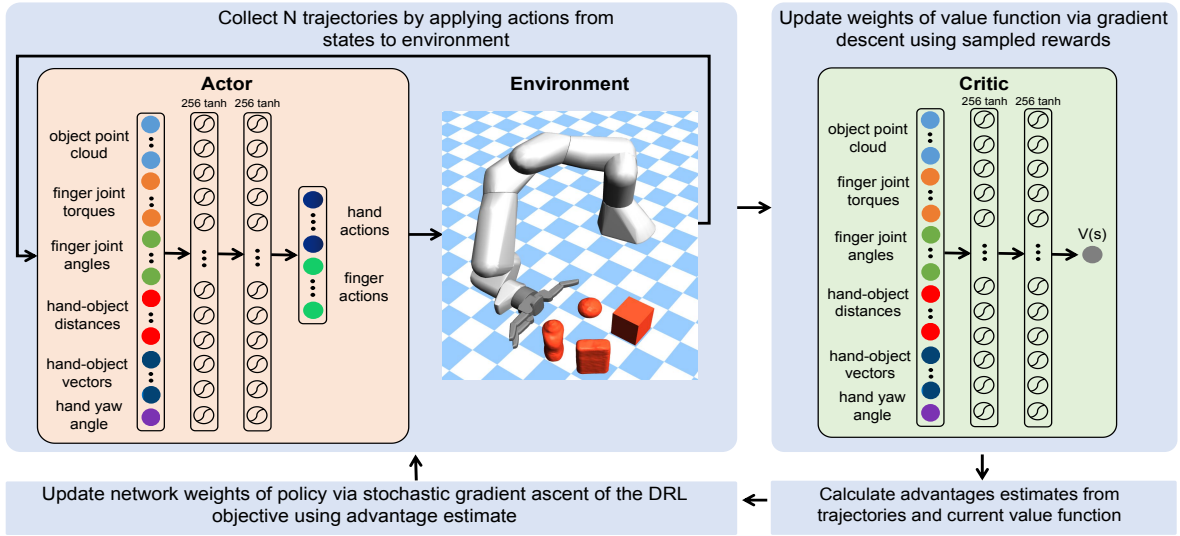 Collect N trajectories by applying actions from
states to environment
Actor
256 tanh 256 tanh
object point
cloud
finger joint
torques
finger joint
angles
hand-object
distances
hand-object
vectors
hand yaw
angle
hand
actions
finger
actions
Environment
Update weights of value function via gradient
descent using sampled rewards
Critic
256 tanh 256 tanh
object point
cloud
finger joint
torques
finger joint
angles
hand-object
distances
hand-object
vectors
hand yaw
angle
V(s)
Update network weights of policy via stochastic gradient ascent of the DRL
objective using advantage estimate
Calculate advantages estimates from
trajectories and current value function